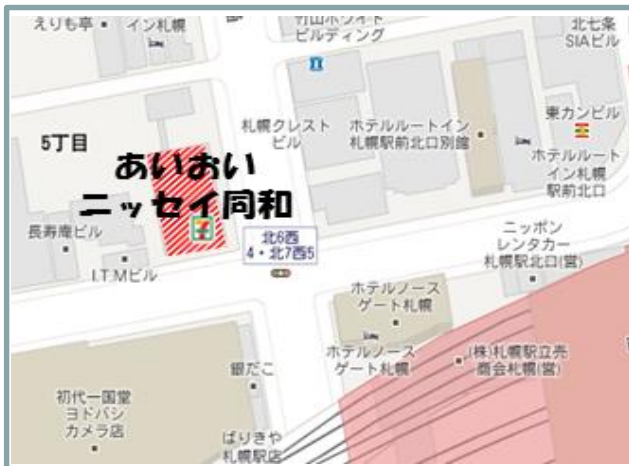 えりも亭
イン札幌
竹山ホワイト
ビルディング
北七条
SIAビル
5丁目
札幌クレスト
ビル
ホテルルートイン
札幌駅前北口別館
東カンビル
ホテルルート
イン札幌
駅前北口
あいおい
ニッセイ同和
長寿庵ビル
I.T.Mビル
北6西
4・北7西5
ニッポン
レンタカー
札幌駅北口(営)
ホテルノース
ゲート札幌
ホテルノース
ゲート札幌
(株)札幌駅立売
商会札幌(営)
銀だこ
初代一国堂
ヨドバシ
カメラ店
ぱりきや
札幌駅店